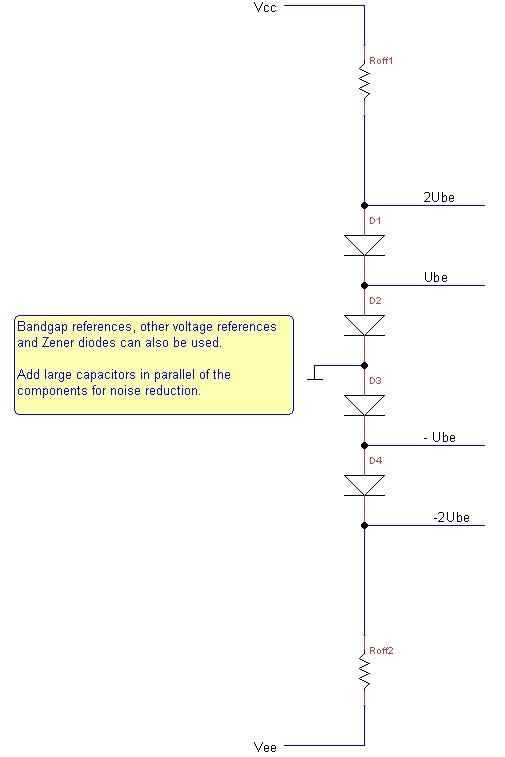 Vcc
Roff1
2Ube
D1
Ube
D2
Bandgap references, other voltage references
and Zener diodes can also be used.
Add large capacitors in parallel of the
components for noise reduction.
D3
- Ube
D4
-2Ube
Roff2
Vee